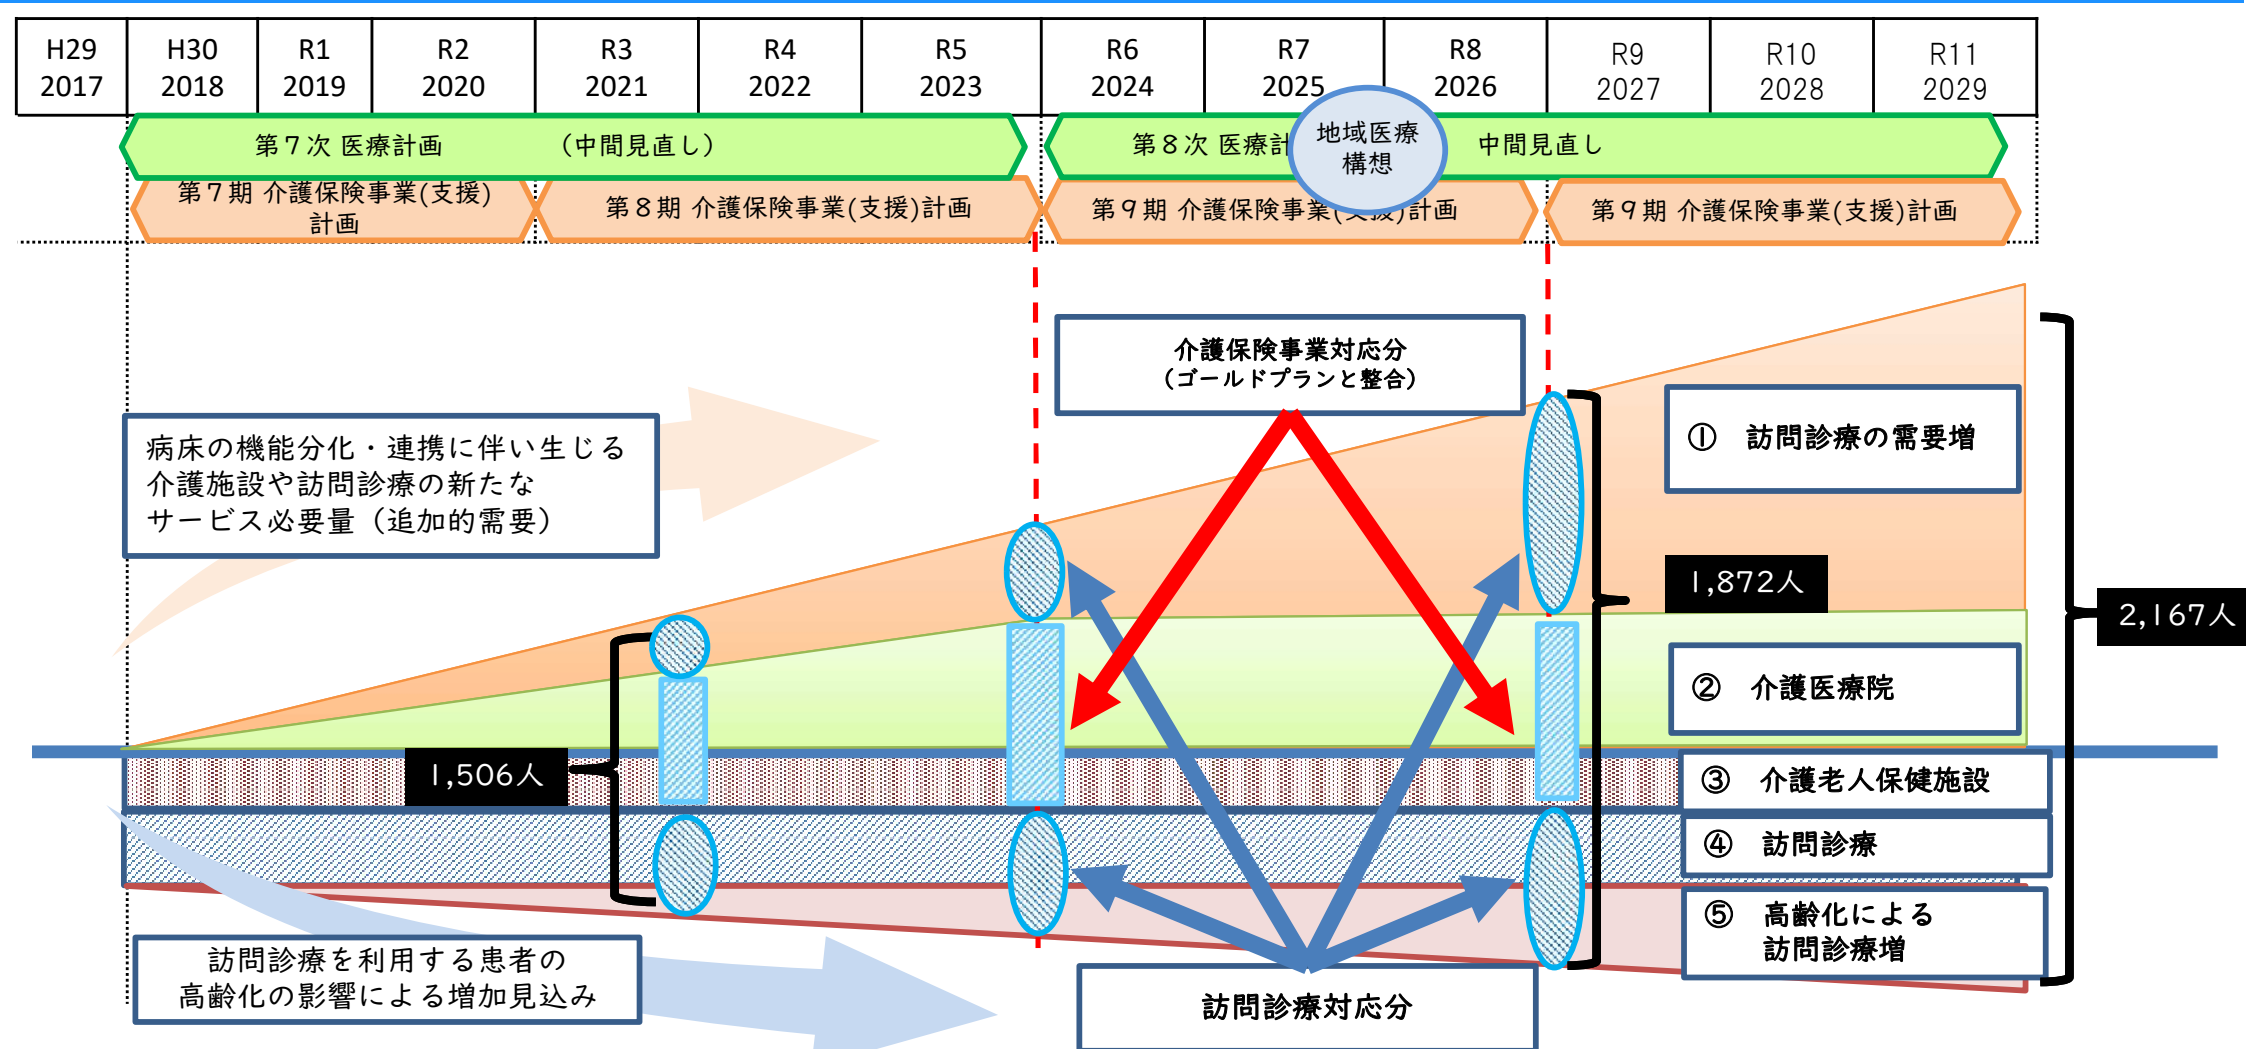 H29
2017
H30
2018
R1
2019
R2
2020
R3
2021
R4
2022
R5
2023
R6
2024
R7
2025
R8
2026
R9
2027
R10
2028
R11
2029
第7次 医療計画 (中間見直し)
第8次 医療計
地域医療
構想
中間見直し
第7期 介護保険事業(支援)
計画
第8期 介護保険事業(支援)計画
第9期 介護保険事業(支援)計画
第9期 介護保険事業(支援)計画
介護保険事業対応分
(ゴールドプランと整合)
病床の機能分化・連携に伴い生じる
介護施設や訪問診療の新たな
サービス必要量(追加的需要)
① 訪問診療の需要増
1,872人
2,167人
② 介護医療院
1,506人
③ 介護老人保健施設
④ 訪問診療
⑤ 高齢化による
訪問診療増
訪問診療を利用する患者の
高齢化の影響による増加見込み
訪問診療対応分